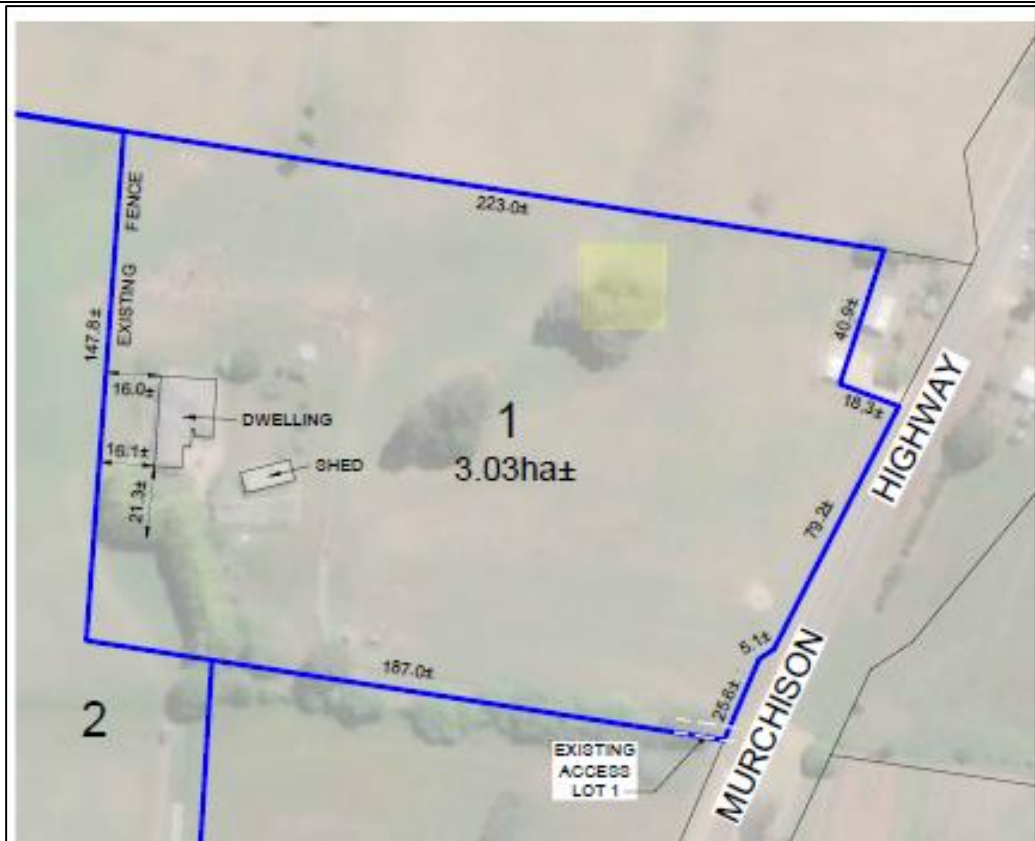 223.0±
EXISTING FENCE
147.8±
40.9±
16.0±
18.3±
DWELLING
1
3.03ha±
HIGHWAY
16.1±
SHED
21.3±
79.2±
5.1±
187.0±
25.6±
2
EXISTING
ACCESS
LOT 1
MURCHISON